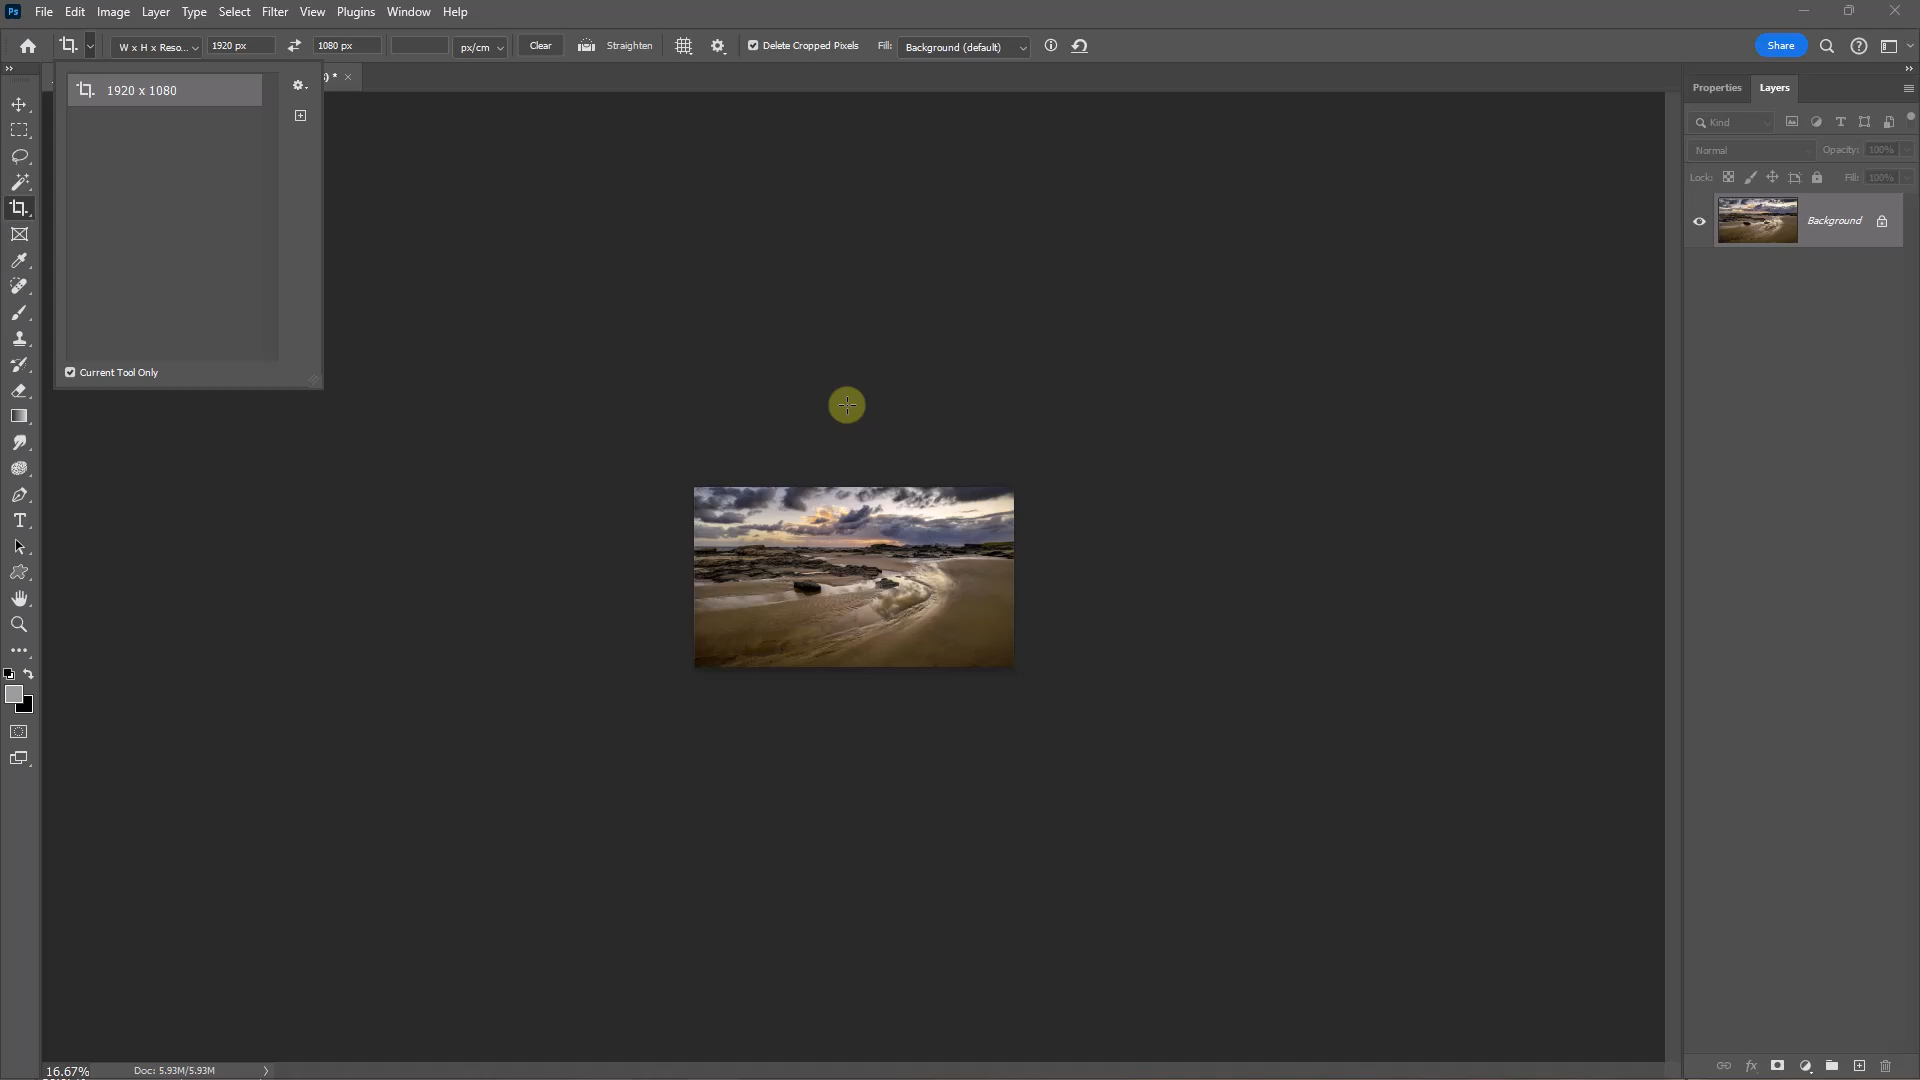 Ps File Edit Image Layer Type Select Filter View Plugins Window Help
W x H x Reso... 1920 px 1080 px px/cm Clear Straighten Delete Cropped Pixels Fill: Background (default) Share
) *
1920 x 1080
Current Tool Only
Properties Layers
Kind
Normal Opacity: 100%
Lock: Fill: 100%
Background
16.67% Doc: 5.93M/5.93M